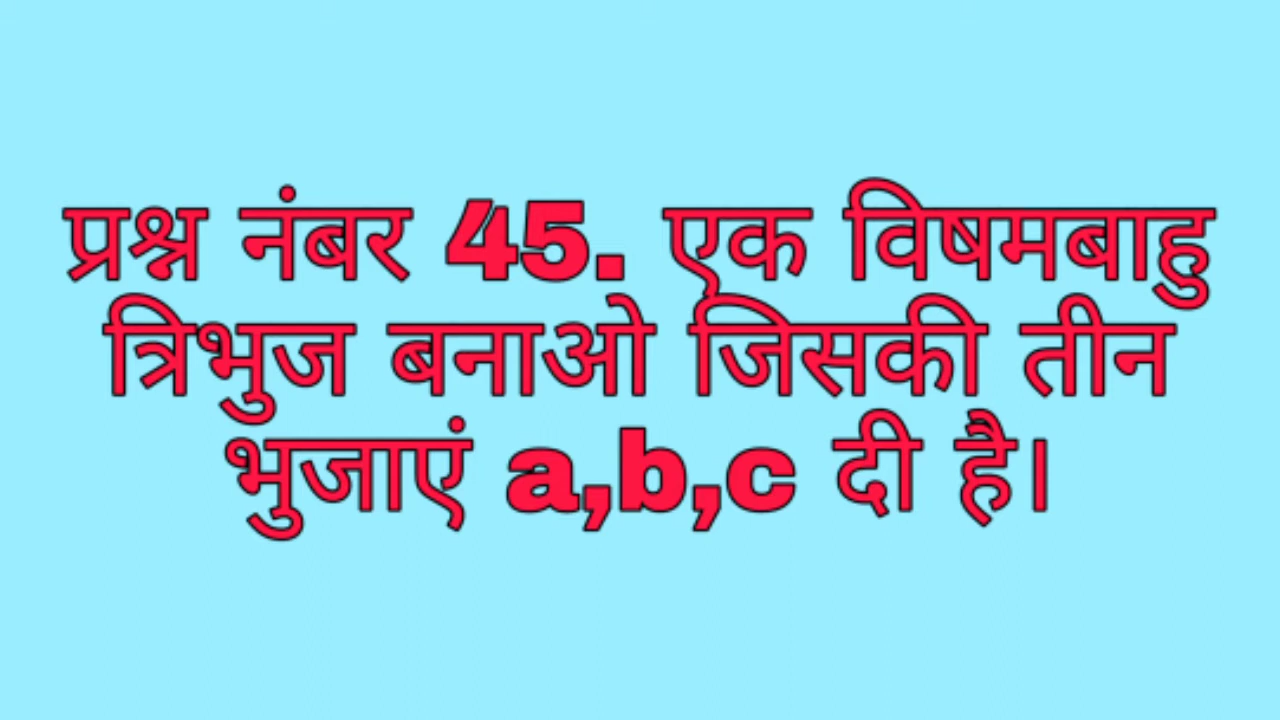 प्रश्न नंबर 45. एक विषमबाहु
त्रिभुज बनाओ जिसकी तीन
भुजाएं a,b,c दी है।